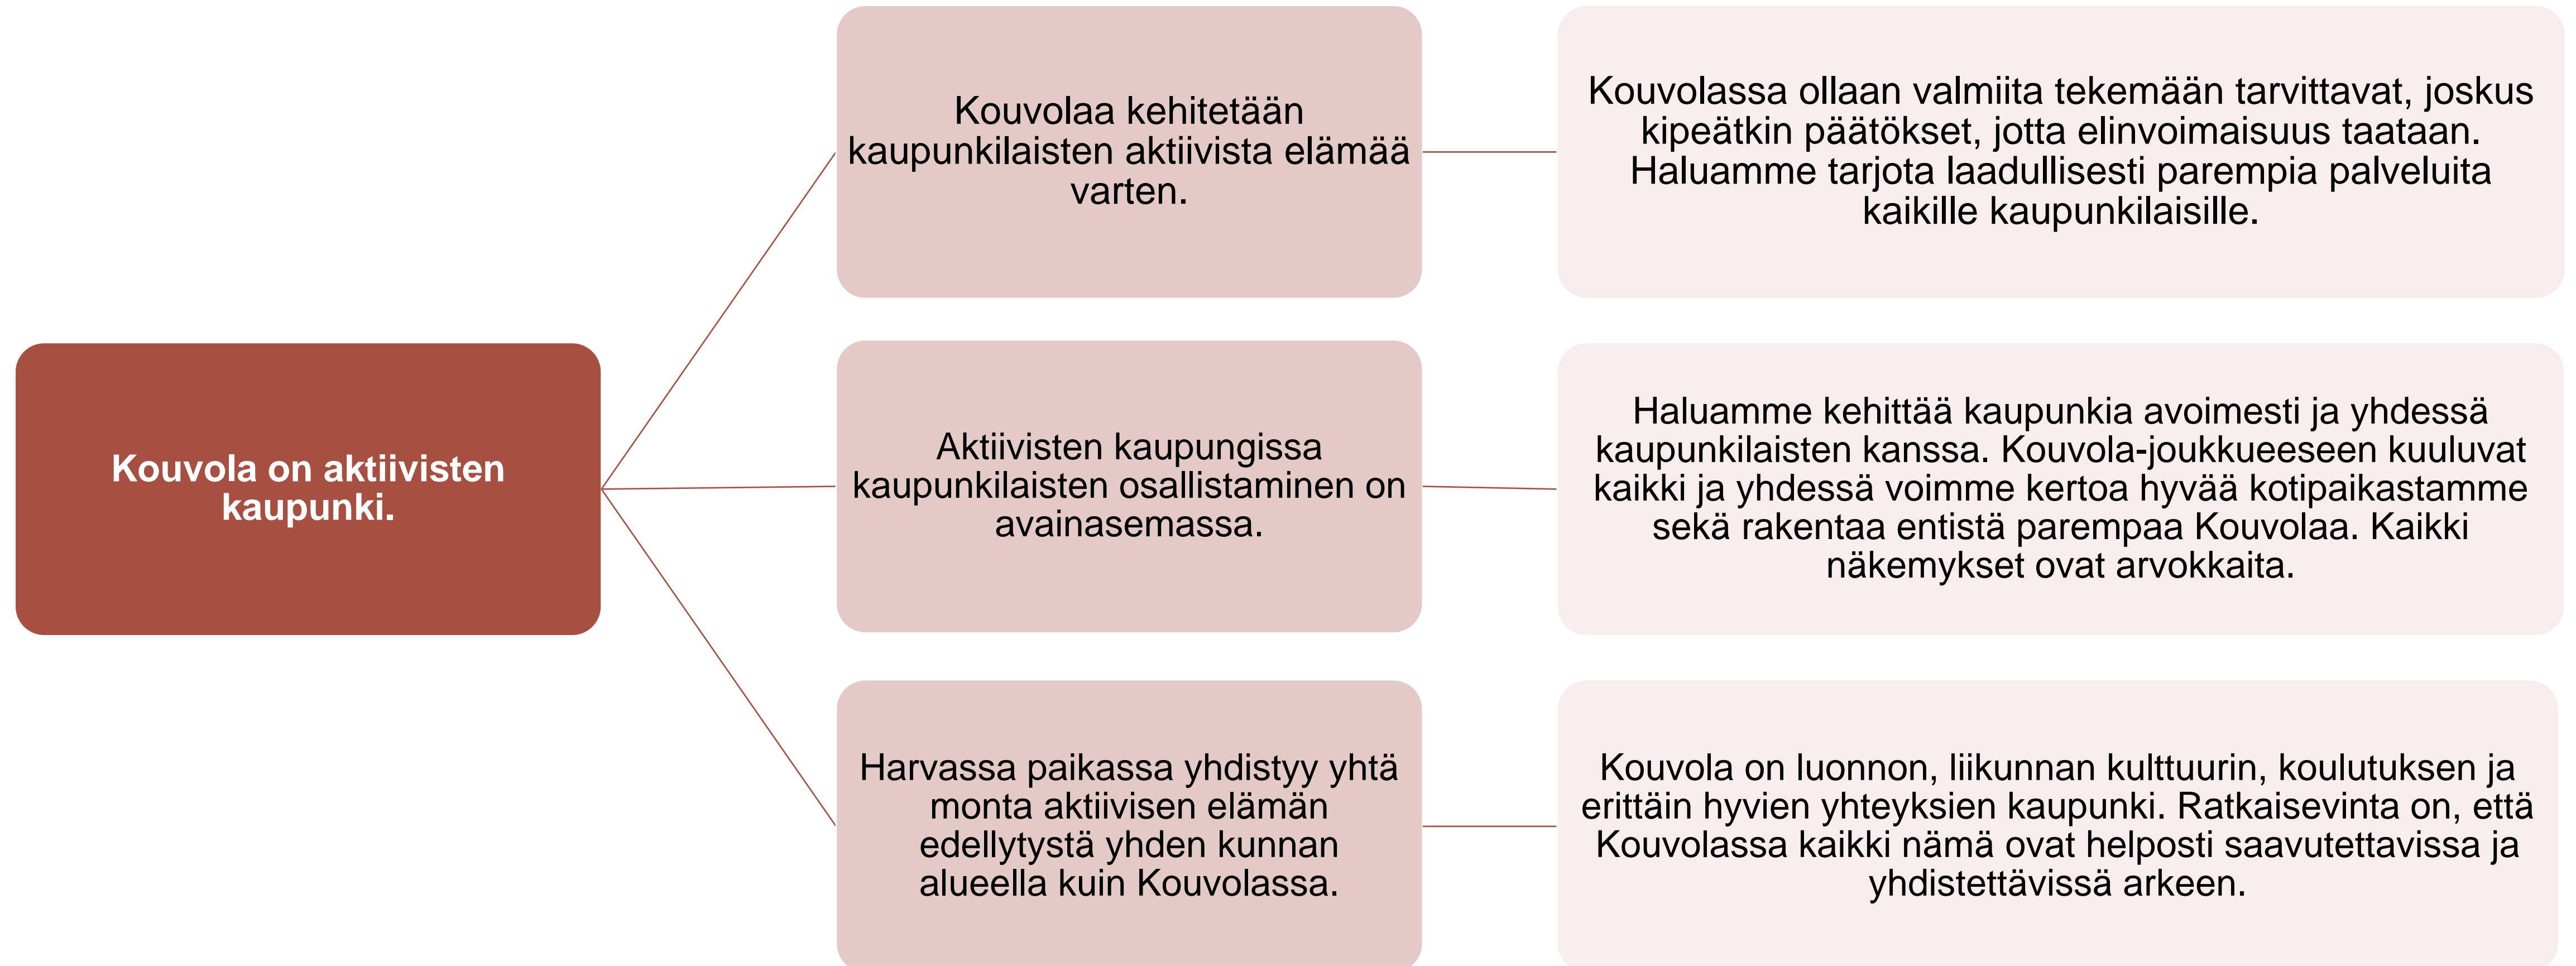 Kouvola on aktiivisten
kaupunki.
Kouvolaa kehitetään
kaupunkilaisten aktiivista elämää
varten.
Kouvolassa ollaan valmiita tekemään tarvittavat, joskus
kipeätkin päätökset, jotta elinvoimaisuus taataan.
Haluamme tarjota laadullisesti parempia palveluita
kaikille kaupunkilaisille.
Aktiivisten kaupungissa
kaupunkilaisten osallistaminen on
avainasemassa.
Haluamme kehittää kaupunkia avoimesti ja yhdessä
kaupunkilaisten kanssa. Kouvola-joukkueeseen kuuluvat
kaikki ja yhdessä voimme kertoa hyvää kotipaikastamme
sekä rakentaa entistä parempaa Kouvolaa. Kaikki
näkemykset ovat arvokkaita.
Harvassa paikassa yhdistyy yhtä
monta aktiivisen elämän
edellytystä yhden kunnan
alueella kuin Kouvolassa.
Kouvola on luonnon, liikunnan kulttuurin, koulutuksen ja
erittäin hyvien yhteyksien kaupunki. Ratkaisevinta on, että
Kouvolassa kaikki nämä ovat helposti saavutettavissa ja
yhdistettävissä arkeen.